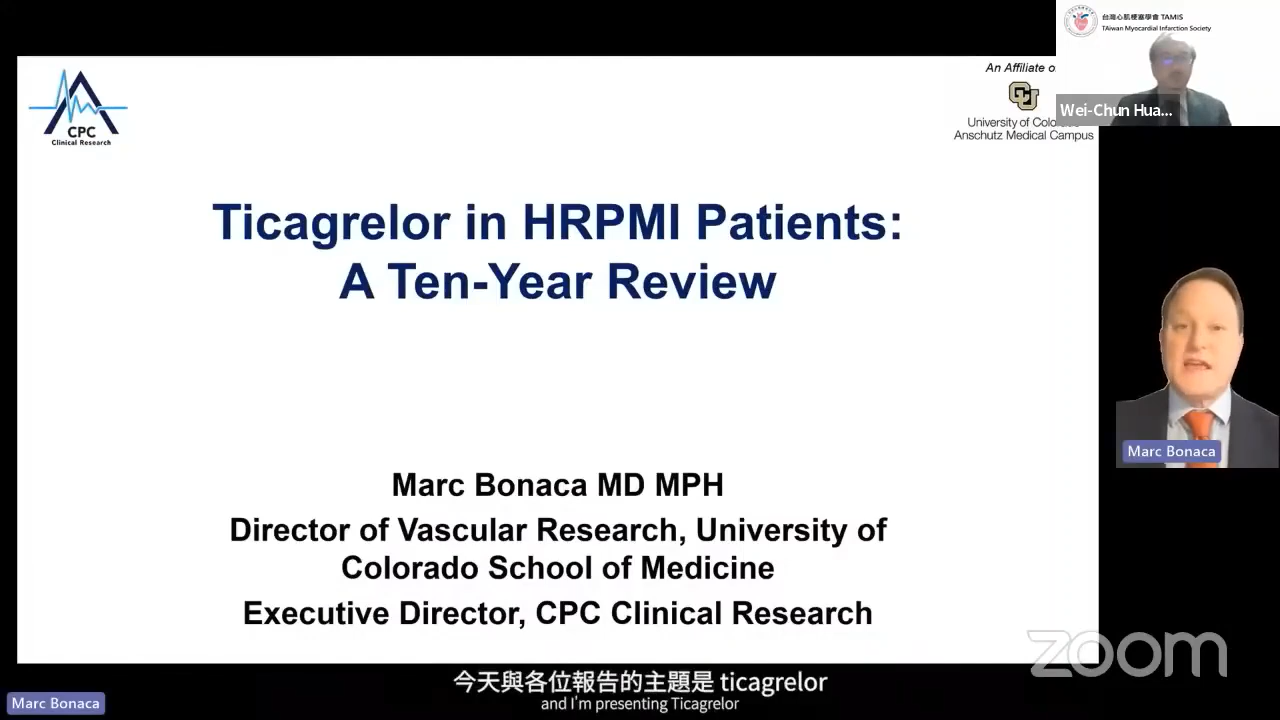 台灣心肌梗塞學會 TAMIS
TAiwan Myocardial Infarction Society
Wei-Chun Hua...
CPC
Clinical Research
An Affiliate o
University of Colo
Anschutz Medical Campus
Ticagrelor in HRPMI Patients:
A Ten-Year Review
Marc Bonaca MD MPH
Director of Vascular Research, University of
Colorado School of Medicine
Executive Director, CPC Clinical Research
Marc Bonaca
zoom
今天與各位報告的主題是 ticagrelor
and I'm presenting Ticagrelor
Marc Bonaca